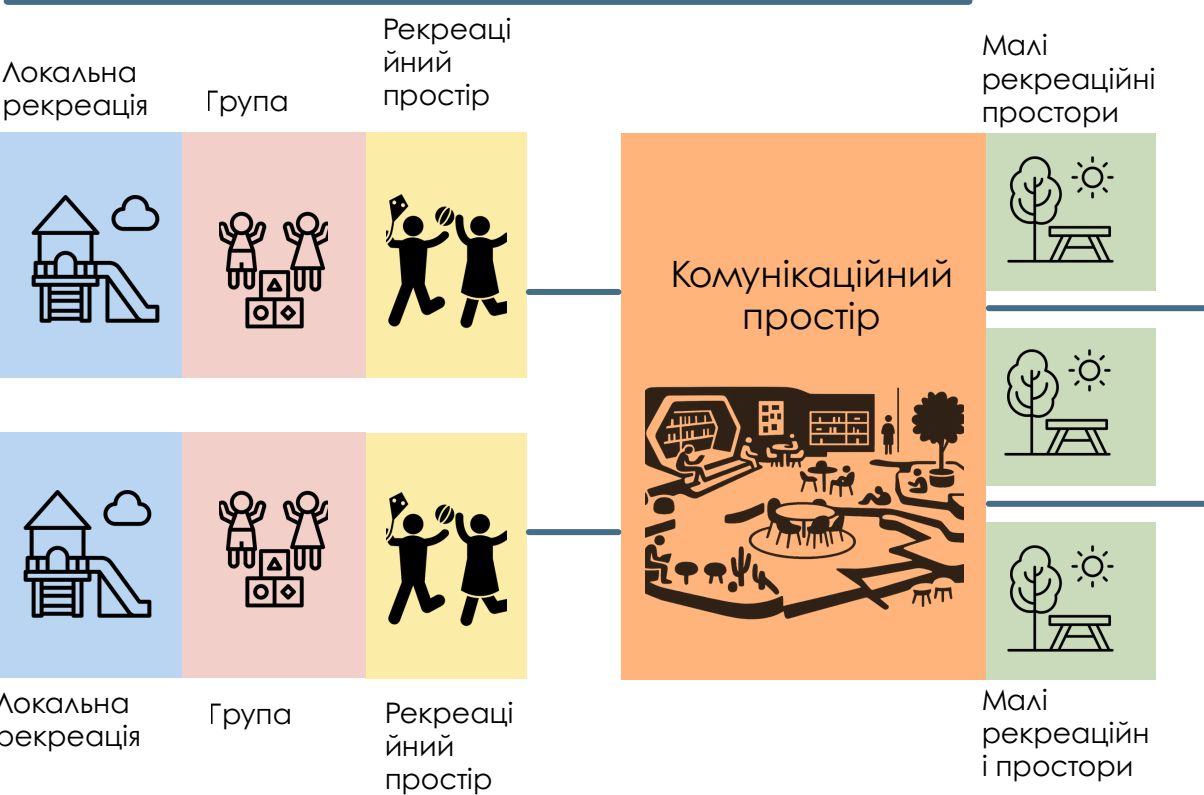 Локальна
рекреація
Група
Рекреаці
йний
простір
Малі
рекреаційні
простори
Комунікаційний
простір
Локальна
рекреація
Група
Рекреаці
йний
простір
Малі
рекреаційн
і простори